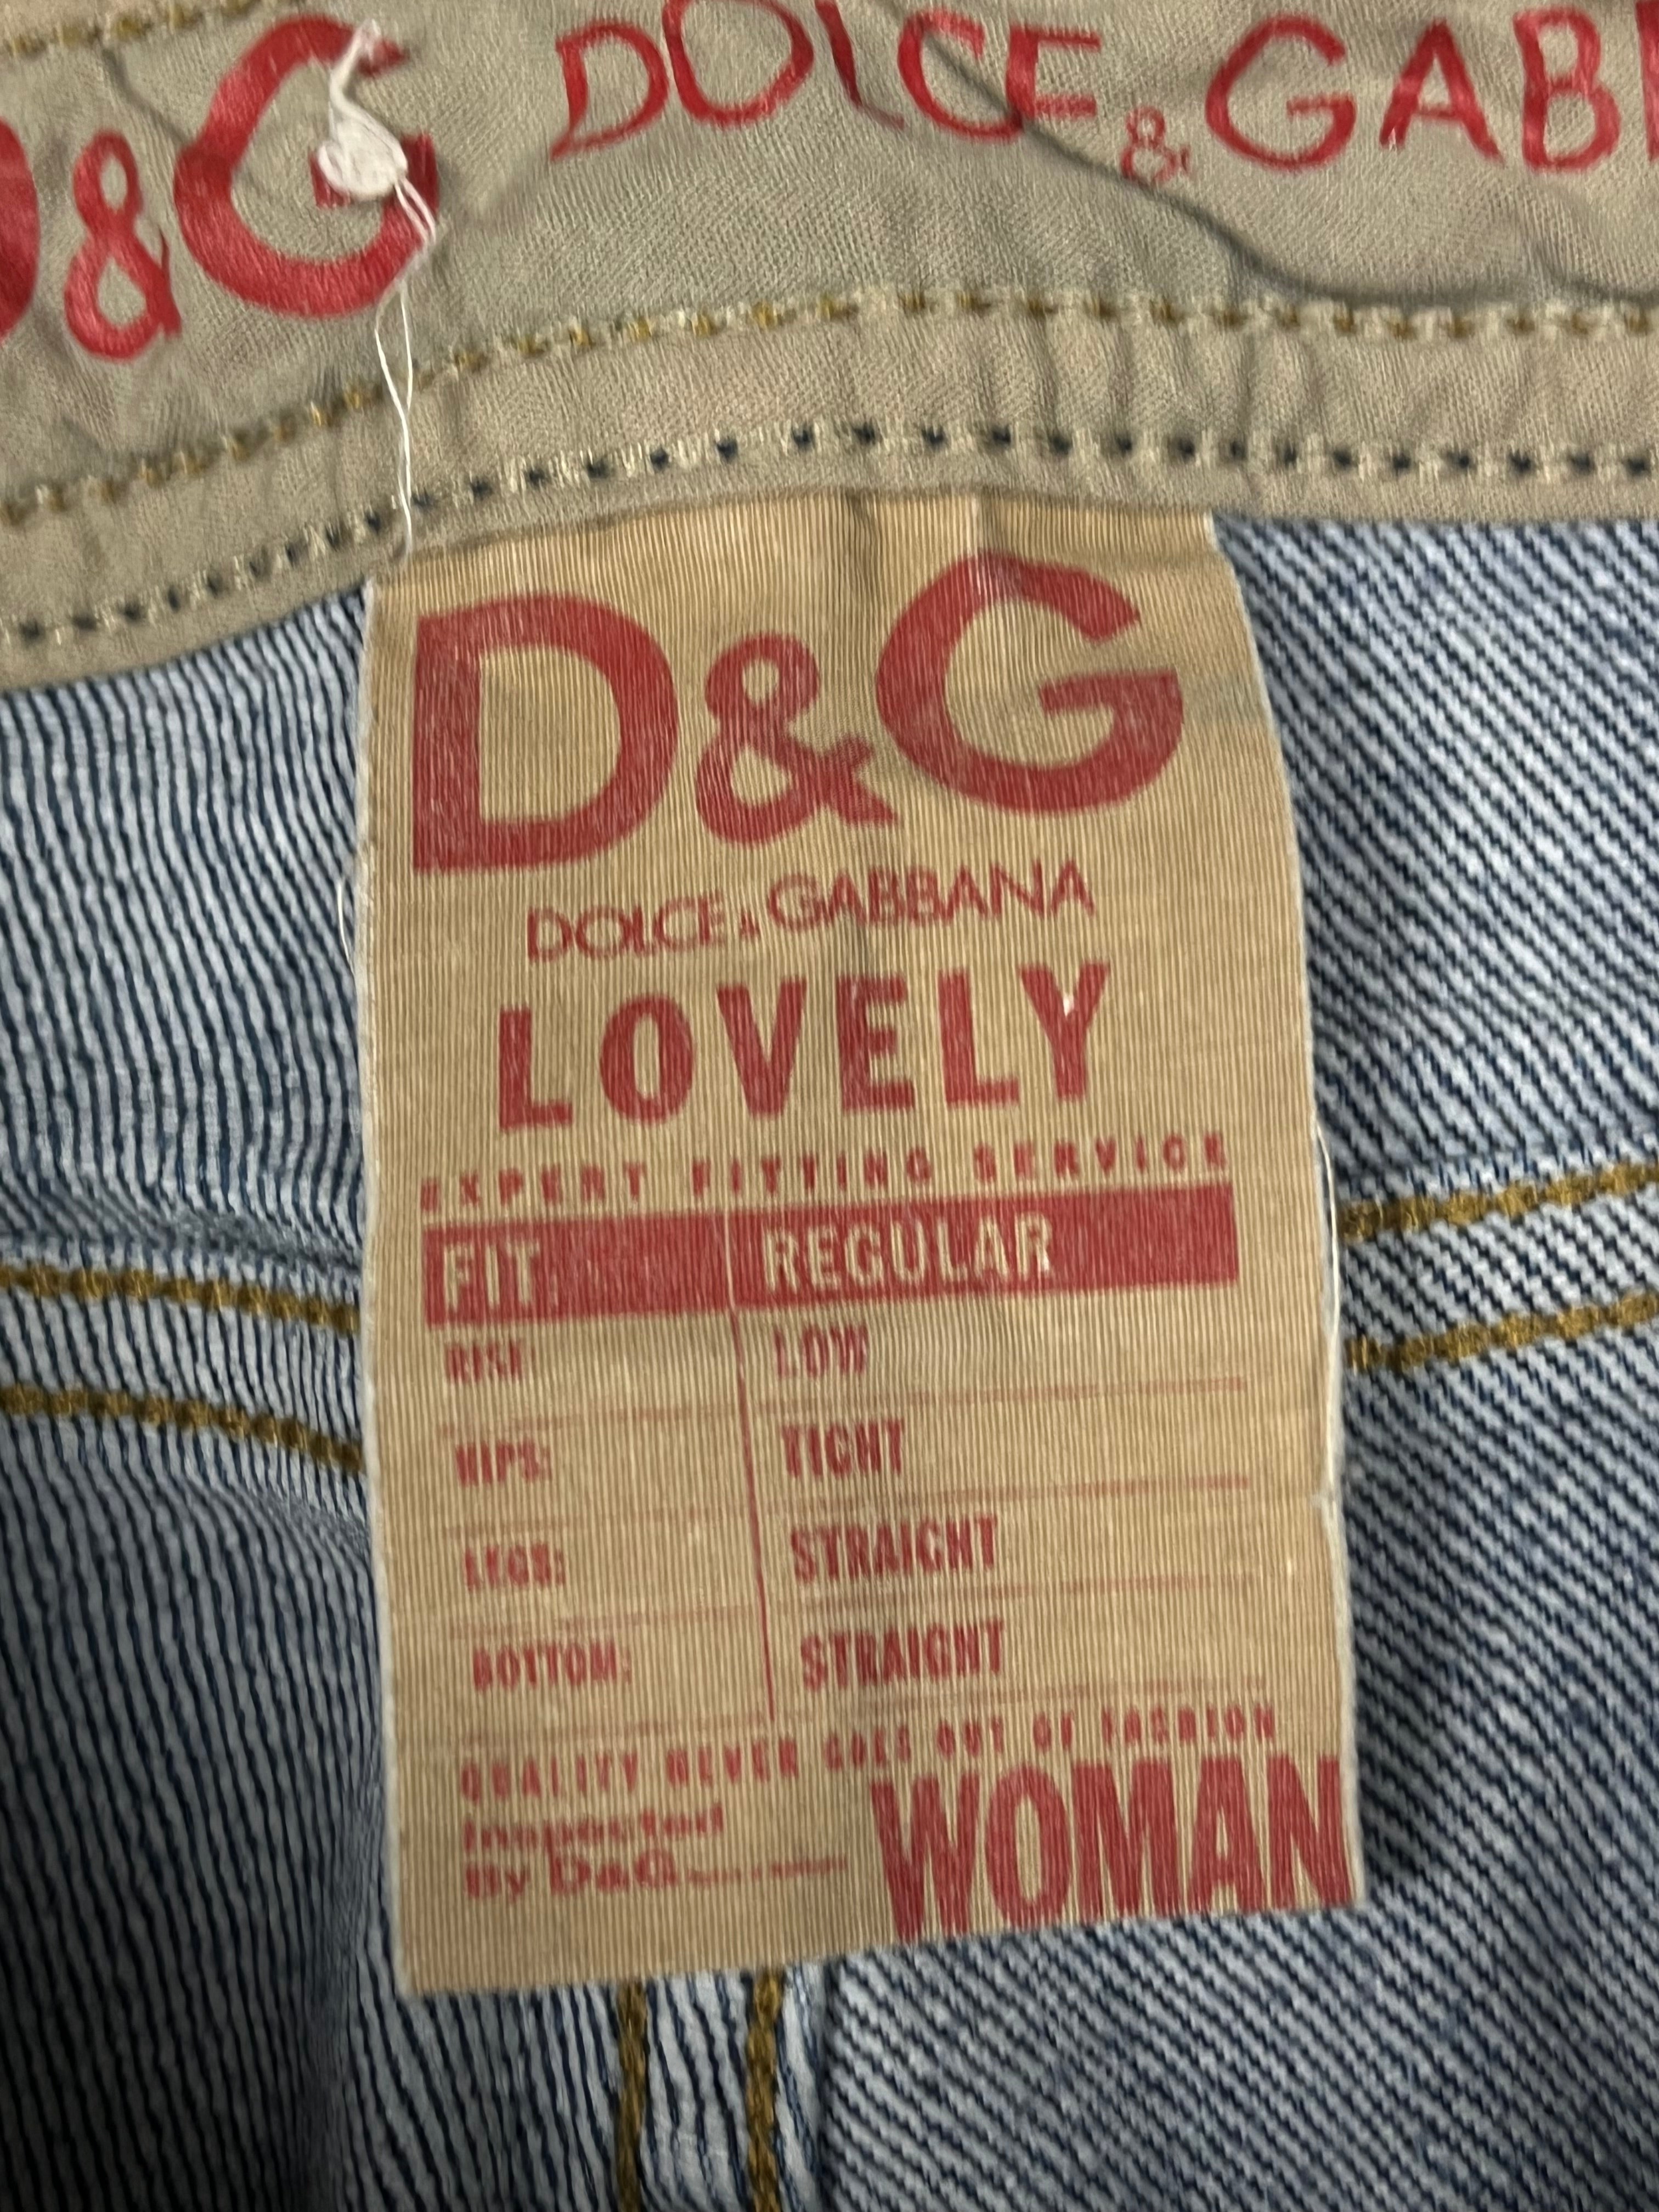 D&G DOLCE & GABB
D&G
DOLCE & GABBANA
LOVELY
EXPERT FITTING SERVICE
FIT: REGULAR
RISE LOW
HIPS: TIGHT
LEGS: STRAIGHT
BOTTOM: STRAIGHT
QUALITY NEVER GOES OUT OF FASHION
Inspected
By D&G
WOMAN